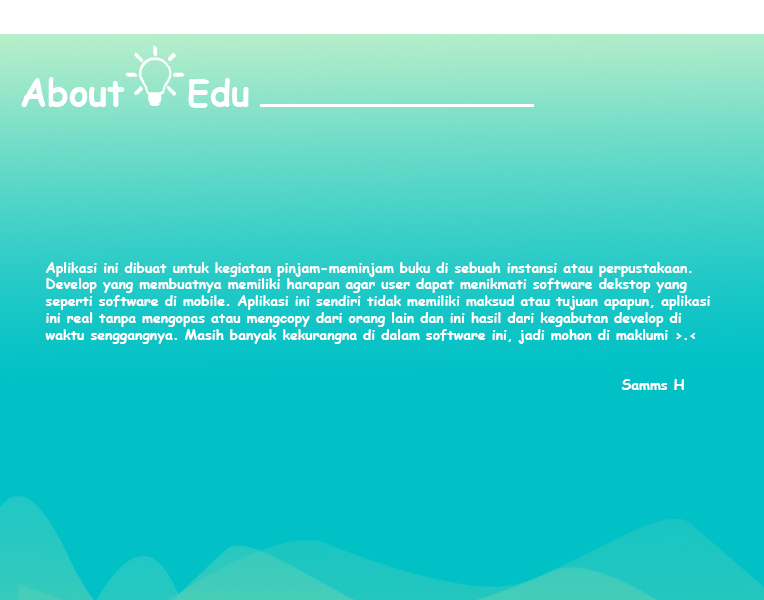 About Edu
Aplikasi ini dibuat untuk kegiatan pinjam-meminjam buku di sebuah instansi atau perpustakaan.
Develop yang membuatnya memiliki harapan agar user dapat menikmati software dekstop yang
seperti software di mobile. Aplikasi ini sendiri tidak memiliki maksud atau tujuan apapun, aplikasi
ini real tanpa mengopas atau mengcopy dari orang lain dan ini hasil dari kegabutan develop di
waktu senggangnya. Masih banyak kekurangna di dalam software ini, jadi mohon di maklumi >.<
Samms H